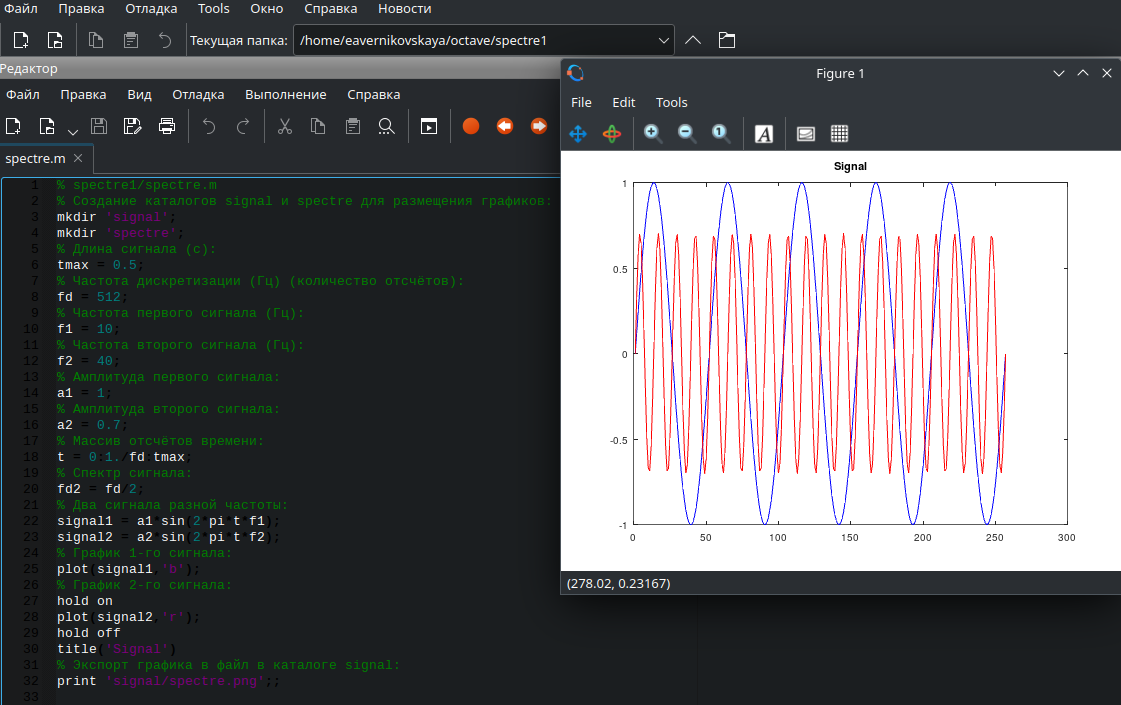 Файл Правка Отладка Tools Окно Справка Новости
Текущая папка: /home/eavernikovskaya/octave/spectre1
Редактор
Файл Правка Вид Отладка Выполнение Справка
spectre.m
1 % spectre1/spectre.m
2 % Создание каталогов signal и spectre для размещения графиков:
3 mkdir 'signal';
4 mkdir 'spectre';
5 % Длина сигнала (с):
6 tmax = 0.5;
7 % Частота дискретизации (Гц) (количество отсчётов):
8 fd = 512;
9 % Частота первого сигнала (Гц):
10 f1 = 10;
11 % Частота второго сигнала (Гц):
12 f2 = 40;
13 % Амплитуда первого сигнала:
14 a1 = 1;
15 % Амплитуда второго сигнала:
16 a2 = 0.7;
17 % Массив отсчётов времени:
18 t = 0:1./fd:tmax;
19 % Спектр сигнала:
20 fd2 = fd/2;
21 % Два сигнала разной частоты:
22 signal1 = a1*sin(2*pi*t*f1);
23 signal2 = a2*sin(2*pi*t*f2);
24 % График 1-го сигнала:
25 plot(signal1,'b');
26 % График 2-го сигнала:
27 hold on
28 plot(signal2,'r');
29 hold off
30 title('Signal')
31 % Экспорт графика в файл в каталоге signal:
32 print 'signal/spectre.png';;
33
Figure 1
File Edit Tools
1
A
Signal
1
0.5
0
-0.5
-1
0 50 100 150 200 250 300
(278.02, 0.23167)